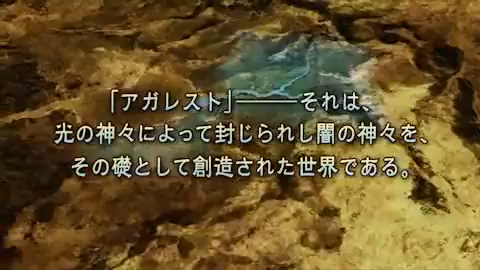 「アガレスト」―――それは、
光の神々によって封じられし闇の神々を、
その礎として創造された世界である。